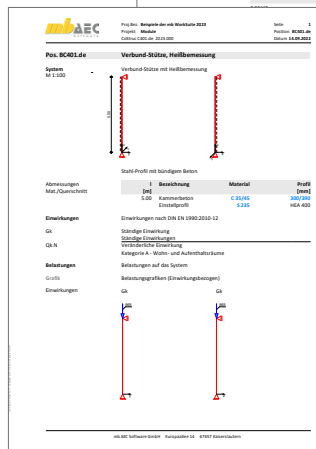 mbAEC
Software
Proj.Bez Beispiele der mb WorkSuite 2023
Projekt Module
Seite 1
Position BC401.de
Datum 14.09.2022
Pos. BC401.de Verbund-Stütze, Heißbemessung
System Verbund-Stütze mit Heißbemessung
M 1:100
5.00
Stahl-Profil mit bündigem Beton
Abmessungen l Bezeichnung Material Profil
Mat./Querschnitt [m] [mm]
5.00 Kammerbeton C 35/45 300/390
Einstellprofil S 235 HEA 400
Einwirkungen Einwirkungen nach DIN EN 1990:2010-12
Gk Ständige Einwirkung
Ständige Einwirkungen
Qk.N Veränderliche Einwirkung
Kategorie A - Wohn- und Aufenthaltsräume
Belastungen Belastungen auf das System
Grafik Belastungsgrafiken (Einwirkungsbezogen)
Einwirkungen Gk Gk
mb AEC Software GmbH Europaallee 14 67657 Kaiserslautern